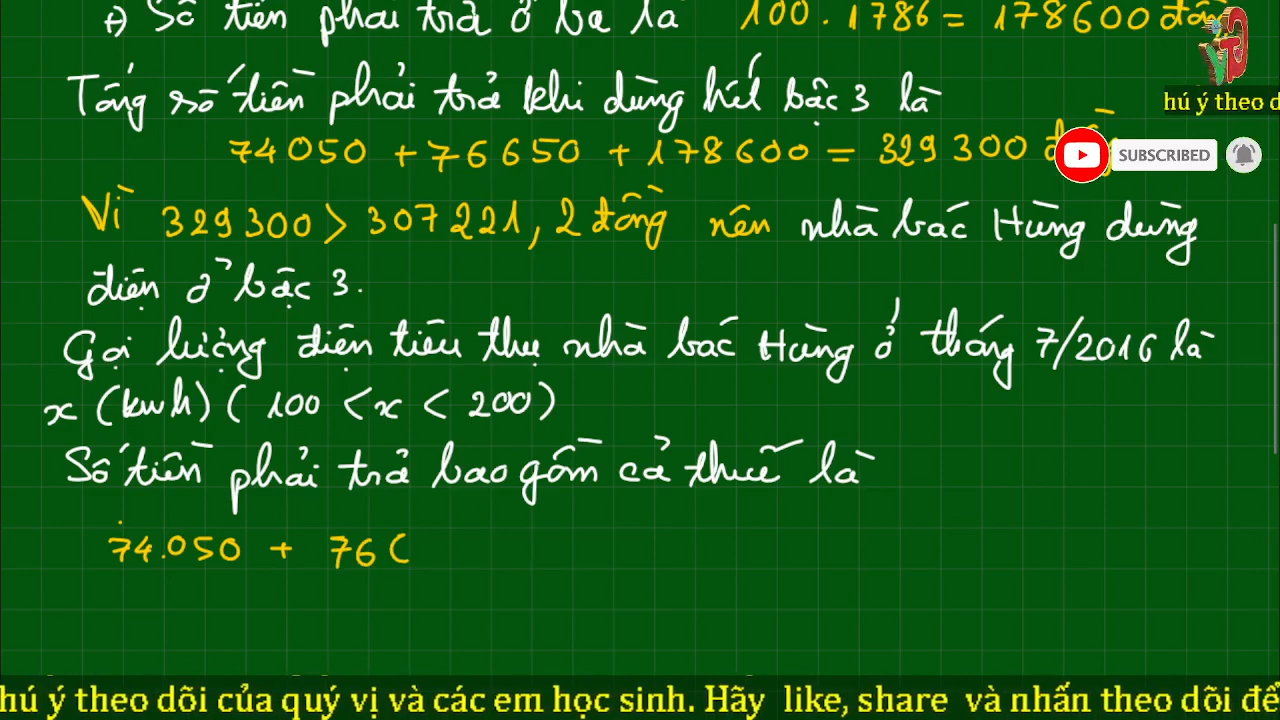 +) Số tiền phải trả ở ba là 100.1786 = 178600 đồng
hú ý theo dõ
Tổng số tiền phải trả khi dùng hết bậc 3 là
74050 + 76650 + 178600 = 329300
SUBSCRIBED
Vì 329300 > 307221,2 đồng nên nhà bác Hùng dùng
điện ở bậc 3.
Gọi lượng điện tiêu thụ nhà bác Hùng ở tháng 7/2016 là
x (kwh) (100 < x < 200)
Số tiền phải trả bao gồm cả thuế là
74.050 + 76
hú ý theo dõi của quý vị và các em học sinh. Hãy like, share và nhấn theo dõi để